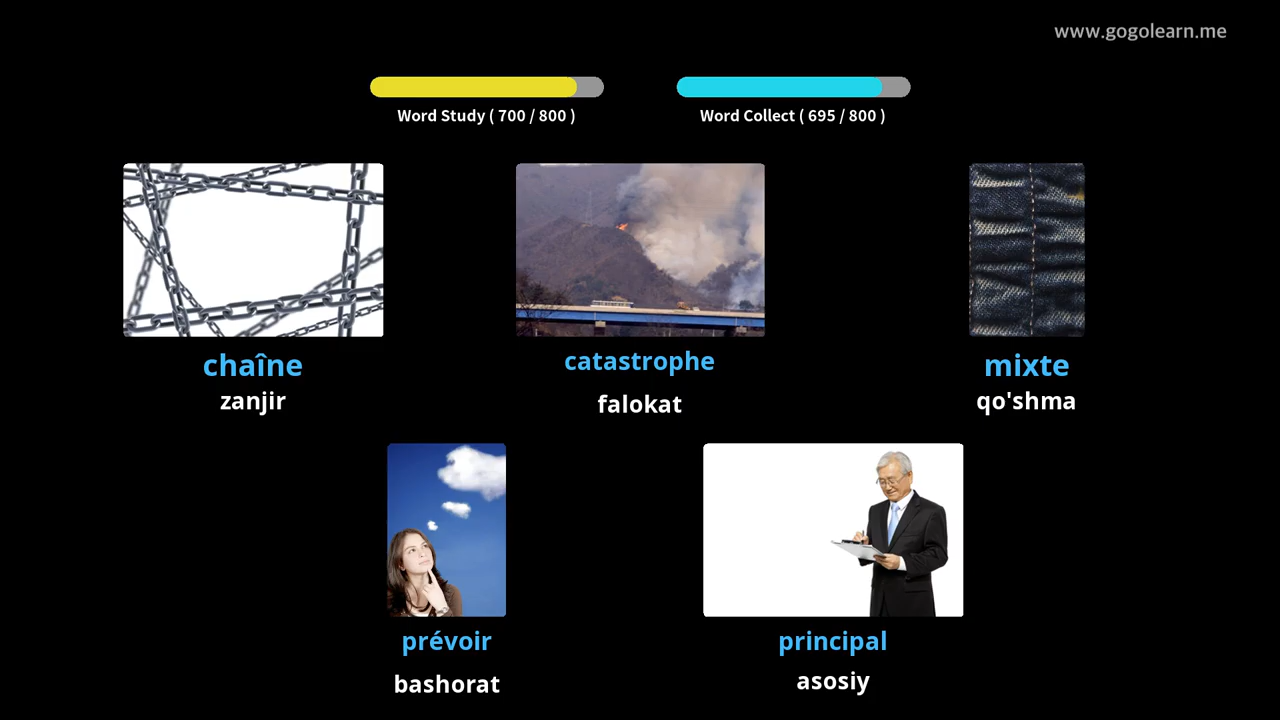 www.gogolearn.me
Word Study ( 700 / 800 )
Word Collect ( 695 / 800 )
chaîne
zanjir
catastrophe
falokat
mixte
qo'shma
prévoir
bashorat
principal
asosiy